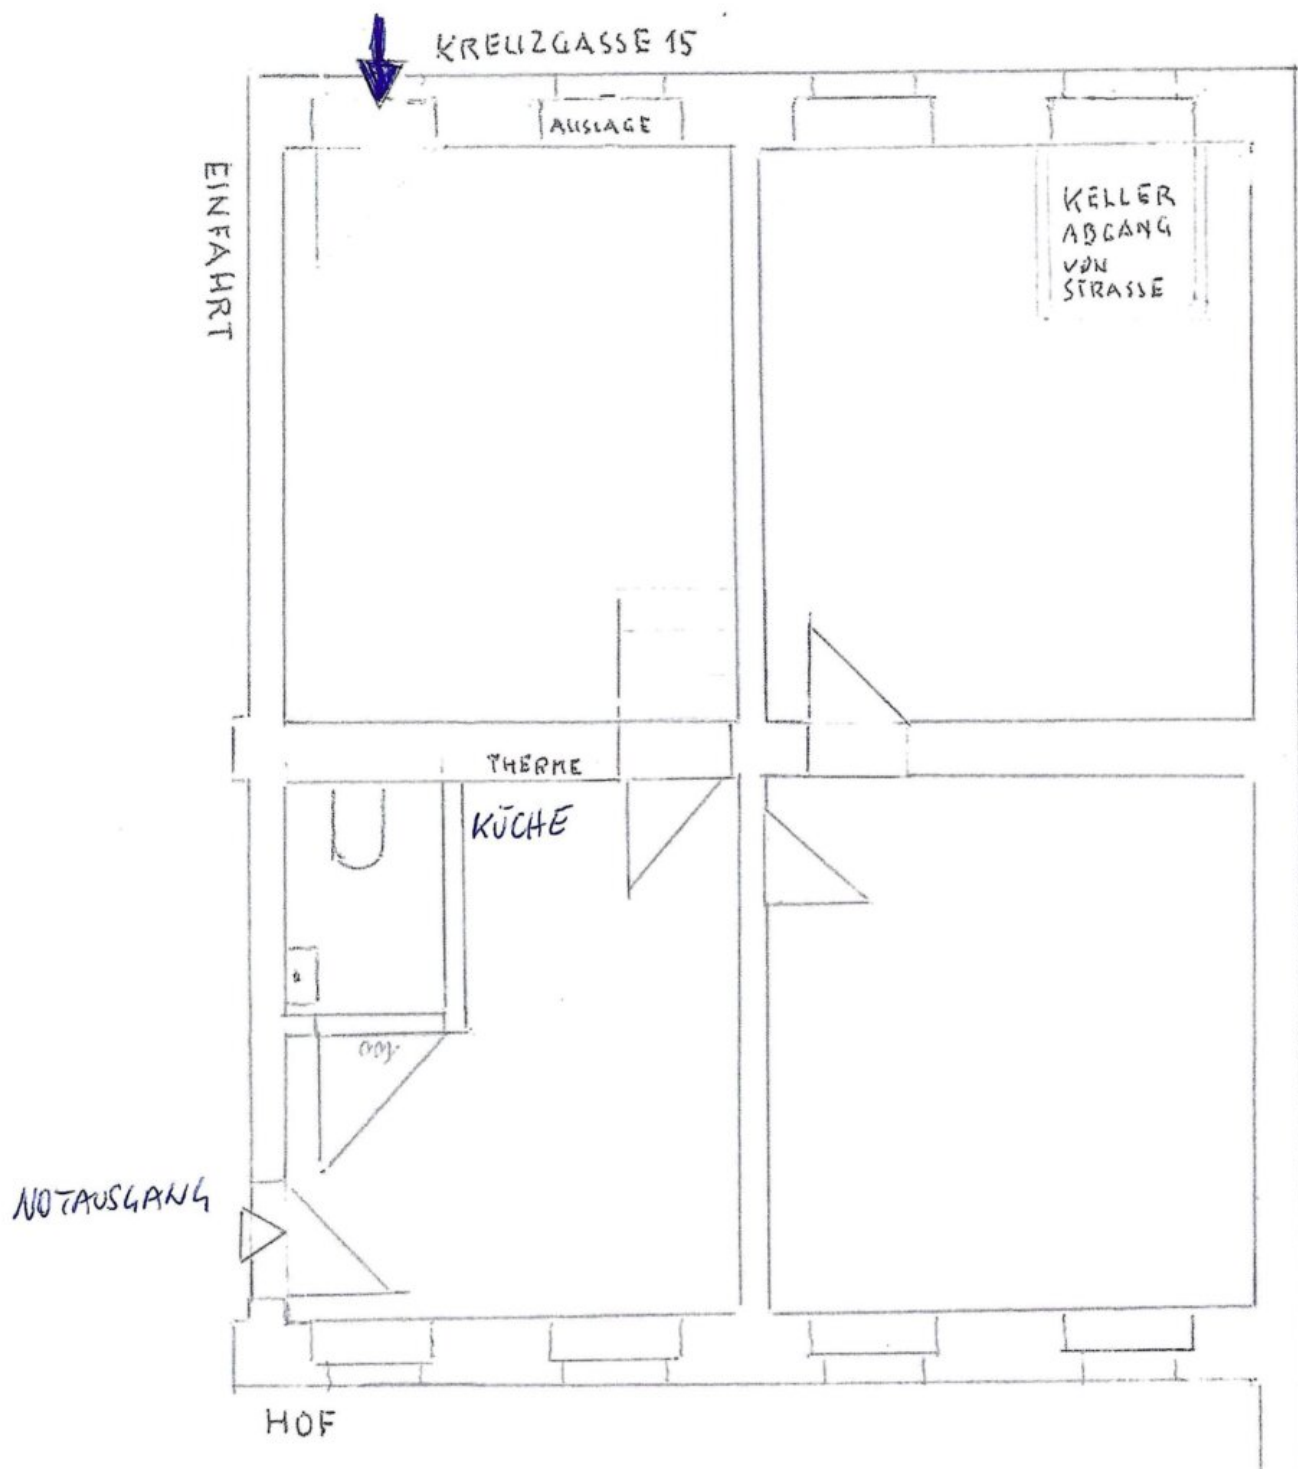 KREUZGASSE 15
AUSLAGE
EINFAHRT
KELLER
ABGANG
VON
STRASSE
THERME
KÜCHE
NOTAUSGANG
HOF